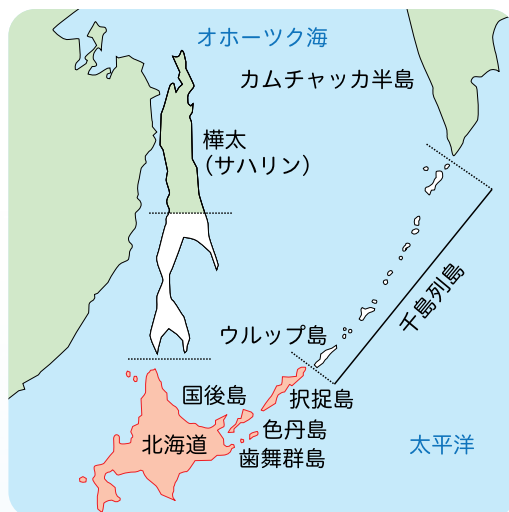 オホーツク海
カムチャッカ半島
樺太
（サハリン）
千島列島
ウルップ島
国後島
択捉島
色丹島
北海道
歯舞群島
太平洋